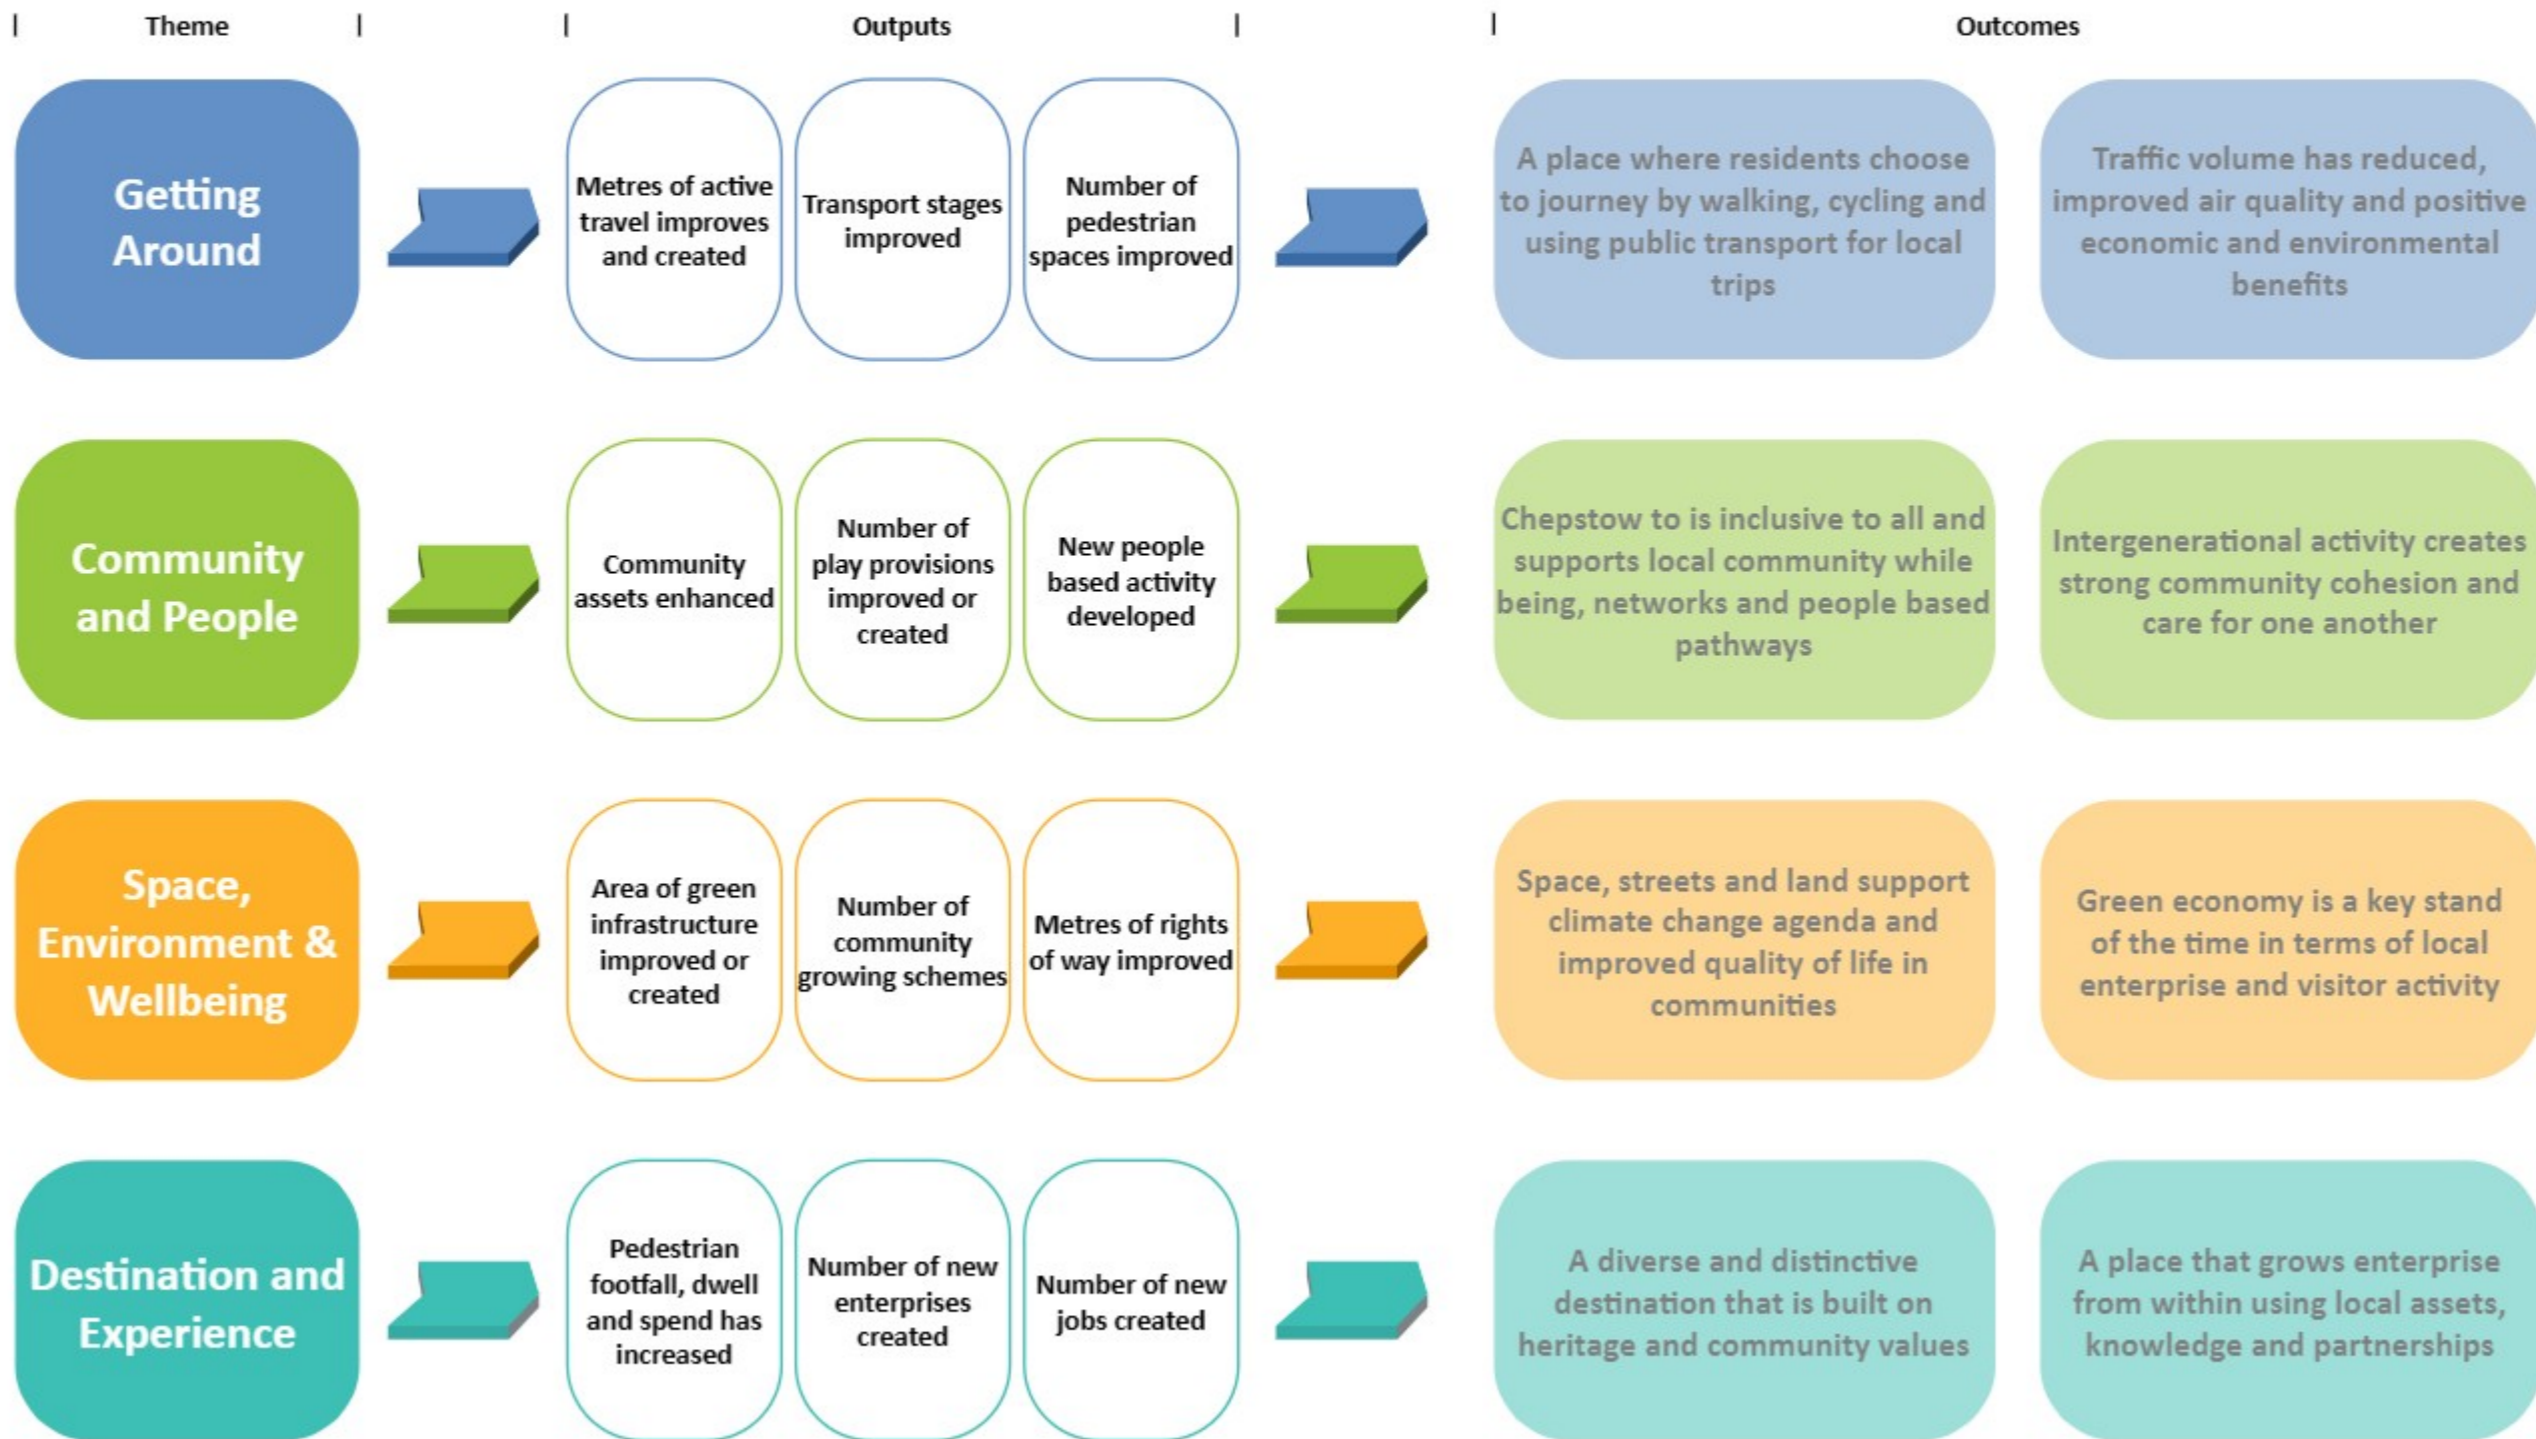 Theme
Outputs
Outcomes
Getting
Around
Metres of active
travel improves
and created
Transport stages
improved
Number of
pedestrian
spaces improved
A place where residents choose
to journey by walking, cycling and
using public transport for local
trips
Traffic volume has reduced,
improved air quality and positive
economic and environmental
benefits
Community
and People
Community
assets enhanced
Number of
play provisions
improved or
created
New people
based activity
developed
Chepstow to is inclusive to all and
supports local community while
being, networks and people based
pathways
Intergenerational activity creates
strong community cohesion and
care for one another
Space,
Environment &
Wellbeing
Area of green
infrastructure
improved or
created
Number of
community
growing schemes
Metres of rights
of way improved
Space, streets and land support
climate change agenda and
improved quality of life in
communities
Green economy is a key stand
of the time in terms of local
enterprise and visitor activity
Destination and
Experience
Pedestrian
footfall, dwell
and spend has
increased
Number of new
enterprises
created
Number of new
jobs created
A diverse and distinctive
destination that is built on
heritage and community values
A place that grows enterprise
from within using local assets,
knowledge and partnerships